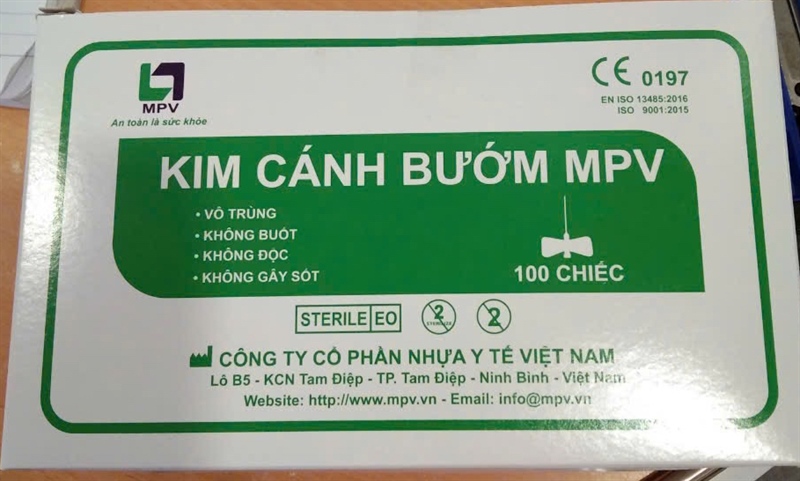 MPV
An toàn là sức khỏe
CE 0197
EN ISO 13485:2016
ISO 9001:2015
KIM CÁNH BƯỚM MPV
• VÔ TRÙNG
• KHÔNG BUỐT
• KHÔNG ĐỘC
• KHÔNG GÂY SỐT
100 CHIẾC
STERILE EO
2
2
CÔNG TY CỔ PHẦN NHỰA Y TẾ VIỆT NAM
Lô B5 - KCN Tam Điệp - TP. Tam Điệp - Ninh Bình - Việt Nam
Website: http://www.mpv.vn - Email: info@mpv.vn